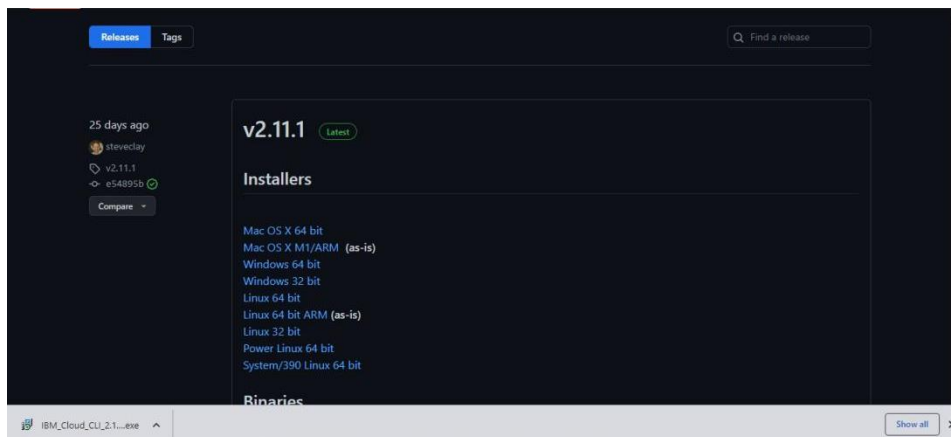 Releases Tags Find a release
25 days ago
steveclay
v2.11.1
e54895b
Compare
v2.11.1 Latest
Installers
Mac OS X 64 bit
Mac OS X M1/ARM (as-is)
Windows 64 bit
Windows 32 bit
Linux 64 bit
Linux 64 bit ARM (as-is)
Linux 32 bit
Power Linux 64 bit
System/390 Linux 64 bit
Binaries
IBM_Cloud_CLI_2.1....exe Show all